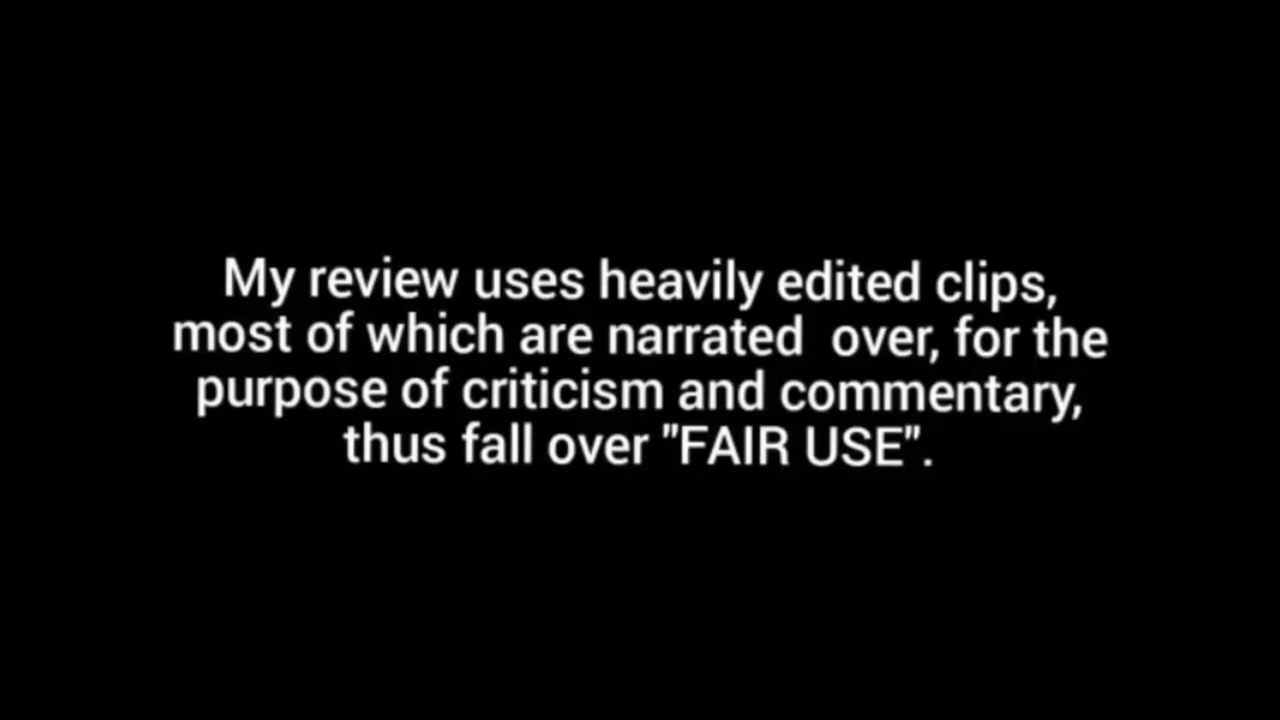 My review uses heavily edited clips,
most of which are narrated  over, for the
purpose of criticism and commentary,
thus fall over "FAIR USE".